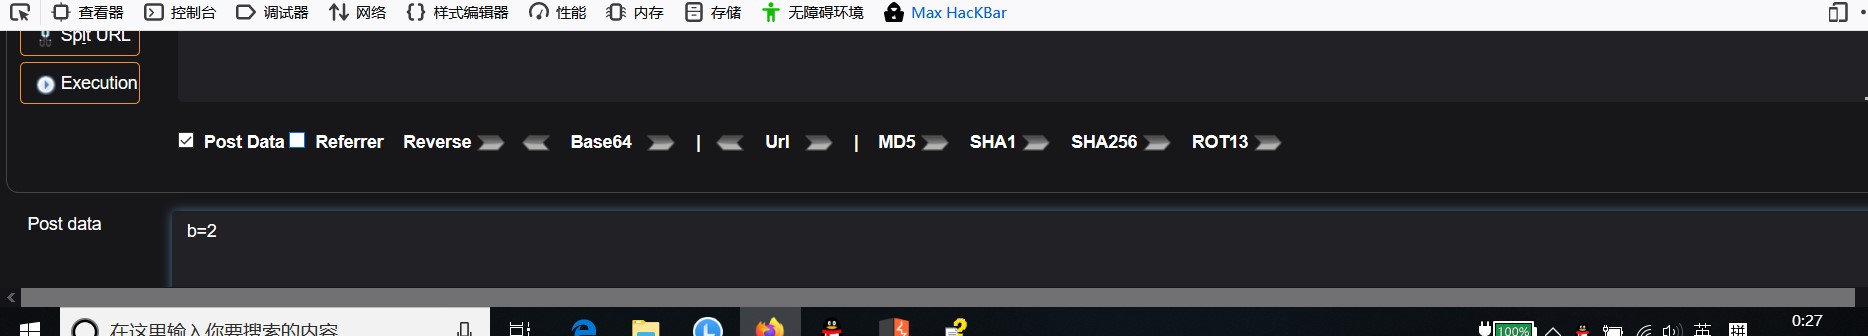 查看器 控制台 调试器 网络 样式编辑器 性能 内存 存储 无障碍环境 Max HacKBar
Split URL
Execution
Post Data Referrer Reverse Base64 | Url | MD5 SHA1 SHA256 ROT13
Post data
b=2
在这里输入你要搜索的内容
100% 英 0:27